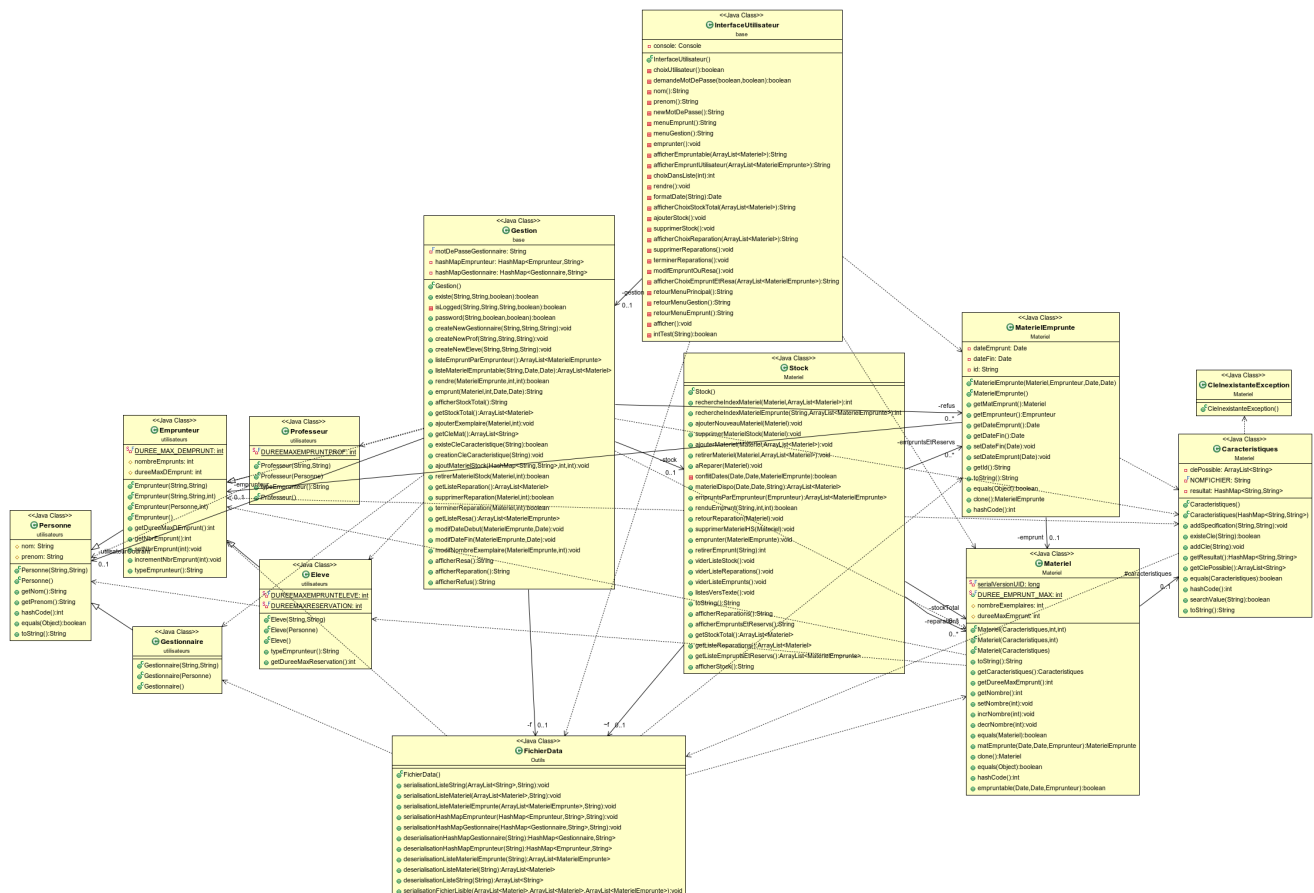 <<Java Class>>
InterfaceUtilisateur
base
console: Console
InterfaceUtilisateur()
choixUtilisateur():boolean
demandeMotDePasse(boolean,boolean):boolean
nom():String
prenom():String
newMotDePasse():String
menuEmprunt():String
menuGestion():String
emprunter():void
afficherEmpruntable(ArrayList<Materiel>):String
afficherEmpruntUtilisateur(ArrayList<MaterielEmprunte>):String
choixDansListe(int):int
rendre():void
formatDate(String):Date
afficherChoixStockTotal(ArrayList<Materiel>):String
ajouterStock():void
supprimerStock():void
afficherChoixReparation(ArrayList<Materiel>):String
supprimerReparations():void
terminerReparations():void
modifEmpruntOuResa():void
afficherChoixEmpruntEtResa(ArrayList<MaterielEmprunte>):String
retourMenuPrincipal():String
retourMenuGestion():String
retourMenuEmprunt():String
afficher():void
intTest(String):boolean
<<Java Class>>
Gestion
base
motDePasseGestionnaire: String
hashMapEmprunteur: HashMap<Emprunteur,String>
hashMapGestionnaire: HashMap<Gestionnaire,String>
Gestion()
existe(String,String,boolean):boolean
isLogged(String,String,String,boolean):boolean
password(String,boolean,boolean):boolean
createNewGestionnaire(String,String,String):void
createNewProf(String,String,String):void
createNewEleve(String,String,String):void
listeEmpruntParEmprunteur():ArrayList<MaterielEmprunte>
listeMaterielEmpruntable(String,Date,Date):ArrayList<Materiel>
rendre(MaterielEmprunte,int,int):boolean
emprunt(Materiel,int,Date,Date):String
afficherStockTotal():String
getStockTotal():ArrayList<Materiel>
ajouterExemplaire(Materiel,int):void
getCleMat():ArrayList<String>
existeCleCaracteristique(String):boolean
creationCleCaracteristique(String):void
ajoutMaterielStock(HashMap<String,String>,int,int):void
retirerMaterielStock(Materiel,int):boolean
getListeReparation():ArrayList<Materiel>
supprimerReparation(Materiel,int):boolean
terminerReparation(Materiel,int):boolean
getListeResa():ArrayList<MaterielEmprunte>
modifDateDebut(MaterielEmprunte,Date):void
modifDateFin(MaterielEmprunte,Date):void
modifNombreExemplaire(MaterielEmprunte,int):void
afficherResa():String
afficherReparation():String
afficherRefus():String
-gestion
0..1
<<Java Class>>
Stock
Materiel
Stock()
rechercheIndexMateriel(Materiel,ArrayList<Materiel>):int
rechercheIndexMaterielEmprunte(String,ArrayList<MaterielEmprunte>):int
ajouterNouveauMateriel(Materiel):void
supprimerMaterielStock(Materiel):void
ajouterMateriel(Materiel,ArrayList<Materiel>):void
retirerMateriel(Materiel,ArrayList<Materiel>):void
aReparer(Materiel):void
conflitDates(Date,Date,MaterielEmprunte):boolean
materielDispo(Date,Date,String):ArrayList<Materiel>
empruntsParEmprunteur(Emprunteur):ArrayList<MaterielEmprunte>
renduEmprunt(String,int,int):boolean
retourReparation(Materiel):void
supprimerMaterielHS(Materiel):void
emprunter(MaterielEmprunte):void
retirerEmprunt(String):int
viderListeStock():void
viderListeReparations():void
viderListeEmprunts():void
listesVersTexte():void
toString():String
afficherReparations():String
afficherEmpruntsEtReservs():String
getStockTotal():ArrayList<Materiel>
getListeReparations():ArrayList<Materiel>
getListeEmpruntsEtReservs():ArrayList<MaterielEmprunte>
afficherStock():String
-stock
0..1
-refus
0..*
-empruntsEtReservs
0..*
<<Java Class>>
MaterielEmprunte
Materiel
dateEmprunt: Date
dateFin: Date
id: String
MaterielEmprunte(Materiel,Emprunteur,Date,Date)
MaterielEmprunte()
getMatEmprunt():Materiel
getEmprunteur():Emprunteur
getDateEmprunt():Date
getDateFin():Date
setDateFin(Date):void
setDateEmprunt(Date):void
getId():String
toString():String
equals(Object):boolean
clone():MaterielEmprunte
hashCode():int
-emprunt
0..1
<<Java Class>>
CleInexistanteException
Materiel
CleInexistanteException()
<<Java Class>>
Caracteristiques
Materiel
clePossible: ArrayList<String>
NOMFICHIER: String
resultat: HashMap<String,String>
Caracteristiques()
Caracteristiques(HashMap<String,String>)
addSpecification(String,String):void
existeCle(String):boolean
addCle(String):void
getResultat():HashMap<String,String>
getClePossible():ArrayList<String>
equals(Caracteristiques):boolean
hashCode():int
searchValue(String):boolean
toString():String
#caracteristiques
0..1
<<Java Class>>
Materiel
Materiel
serialVersionUID: long
DUREE_EMPRUNT_MAX: int
nombreExemplaires: int
dureeMaxEmprunt: int
Materiel(Caracteristiques,int,int)
Materiel(Caracteristiques,int)
Materiel(Caracteristiques)
toString():String
getCaracteristiques():Caracteristiques
getDureeMaxEmprunt():int
getNombre():int
setNombre(int):void
incrNombre(int):void
decrNombre(int):void
equals(Materiel):boolean
matEmprunte(Date,Date,Emprunteur):MaterielEmprunte
clone():Materiel
equals(Object):boolean
hashCode():int
empruntable(Date,Date,Emprunteur):boolean
-stockTotal
0..*
<<Java Class>>
Emprunteur
utilisateurs
DUREE_MAX_DEMPRUNT: int
nombreEmprunts: int
dureeMaxDEmprunt: int
Emprunteur(String,String)
Emprunteur(String,String,int)
Emprunteur(Personne,int)
Emprunteur()
getDureeMaxDEmprunt():int
getNbrEmprunt():int
setNbrEmprunt(int):void
incrementNbrEmprunt(int):void
typeEmprunteur():String
0..1
<<Java Class>>
Professeur
utilisateurs
DUREEMAXEMPRUNTPROF: int
Professeur(String,String)
Professeur(Personne)
typeEmprunteur():String
Professeur()
<<Java Class>>
Personne
utilisateurs
nom: String
prenom: String
Personne(String,String)
Personne()
getNom():String
getPrenom():String
hashCode():int
equals(Object):boolean
toString():String
0..1
<<Java Class>>
Eleve
utilisateurs
DUREEMAXEMPRUNTELEVE: int
DUREEMAXRESERVATION: int
Eleve(String,String)
Eleve(Personne)
Eleve()
typeEmprunteur():String
getDureeMaxReservation():int
<<Java Class>>
Gestionnaire
utilisateurs
Gestionnaire(String,String)
Gestionnaire(Personne)
Gestionnaire()
-f 0..1
~f 0..1
<<Java Class>>
FichierData
Outils
FichierData()
serialisationListeString(ArrayList<String>,String):void
serialisationListeMateriel(ArrayList<Materiel>,String):void
serialisationListeMaterielEmprunte(ArrayList<MaterielEmprunte>,String):void
serialisationHashMapEmprunteur(HashMap<Emprunteur,String>,String):void
serialisationHashMapGestionnaire(HashMap<Gestionnaire,String>,String):void
deserialisationHashMapGestionnaire(String):HashMap<Gestionnaire,String>
deserialisationHashMapEmprunteur(String):HashMap<Emprunteur,String>
deserialisationListeMaterielEmprunte(String):ArrayList<MaterielEmprunte>
deserialisationListeMateriel(String):ArrayList<Materiel>
deserialisationListeString(String):ArrayList<String>
serialisationFichierLisible(ArrayList<Materiel>,ArrayList<Materiel>,ArrayList<MaterielEmprunte>):void